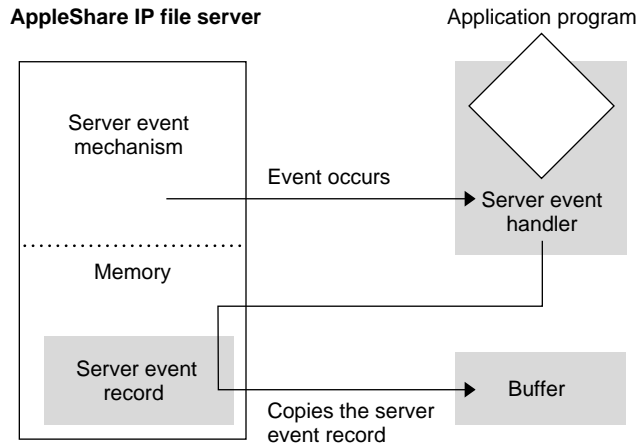 AppleShare IP file server
Application program
Server event
mechanism
Event occurs
Server event
handler
Memory
Server event
record
Buffer
Copies the server
event record